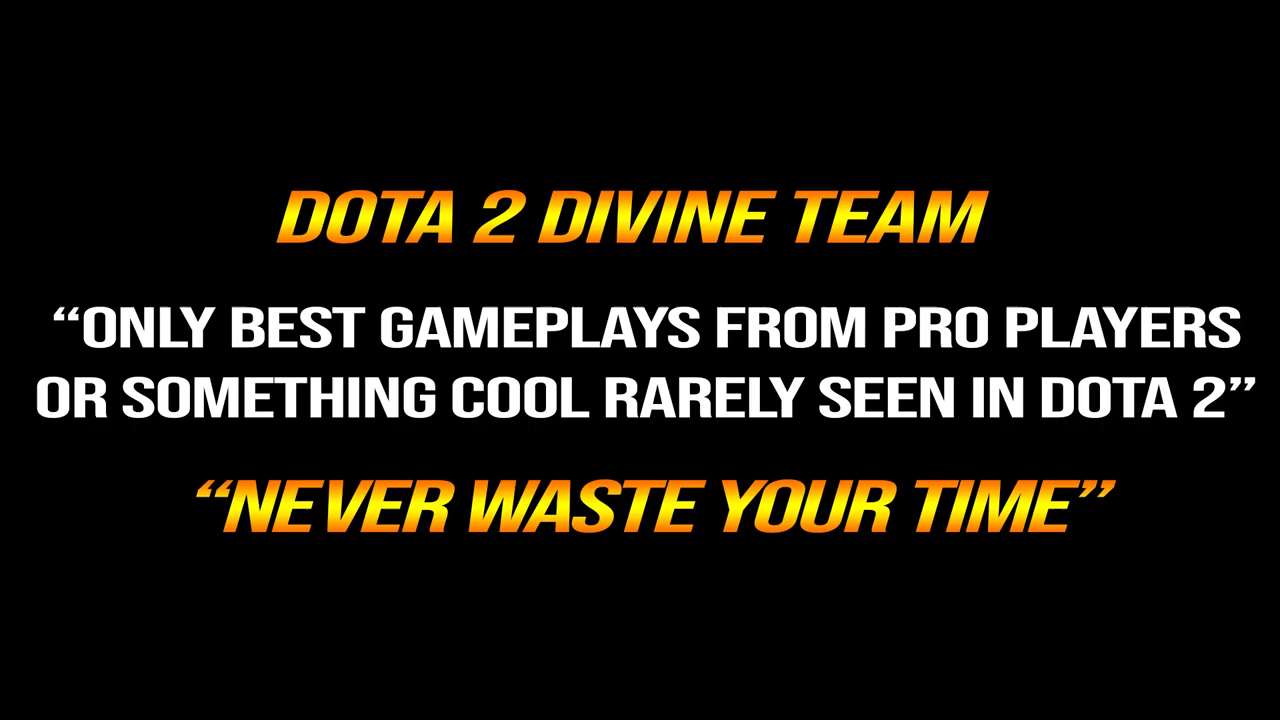 DOTA 2 DIVINE TEAM
“ONLY BEST GAMEPLAYS FROM PRO PLAYERS
OR SOMETHING COOL RARELY SEEN IN DOTA 2”
“NEVER WASTE YOUR TIME”